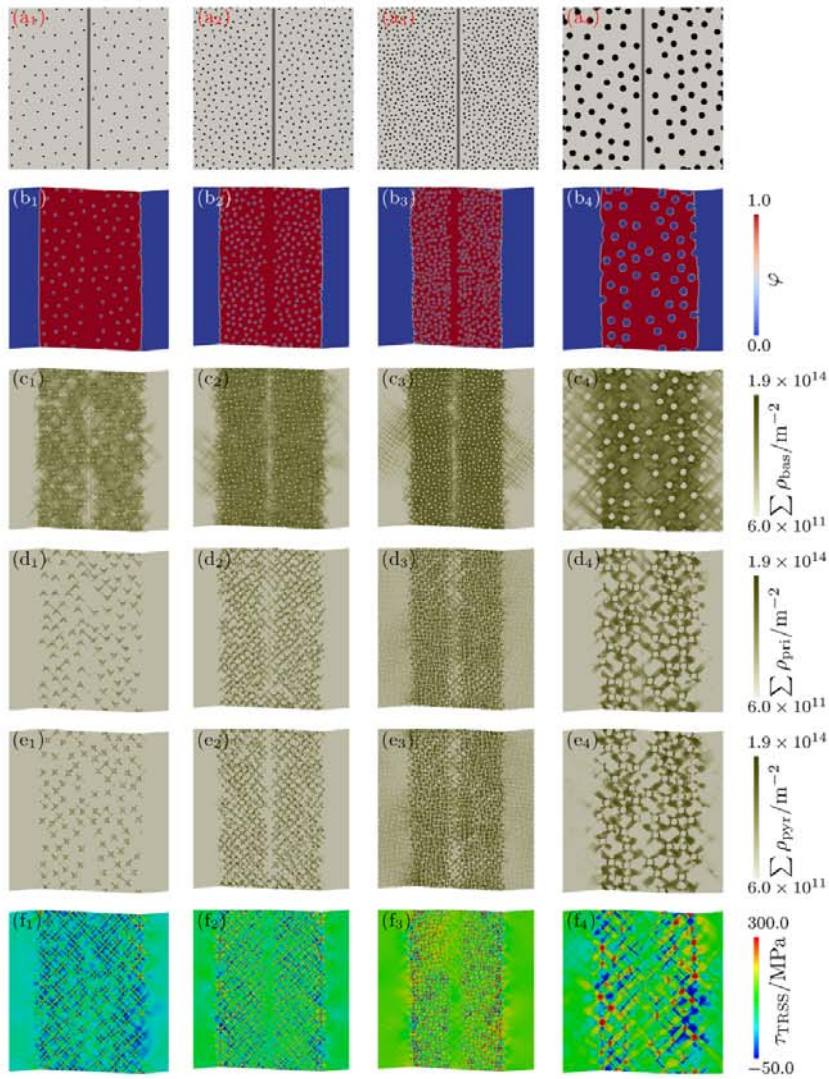 (a₁) (a₂) (a₃) (a₄)
(b₁) (b₂) (b₃) (b₄) 1.0
φ
0.0
(c₁) (c₂) (c₃) (c₄) 1.9 × 10¹⁴
∑ ρbas/m⁻²
6.0 × 10¹¹
(d₁) (d₂) (d₃) (d₄) 1.9 × 10¹⁴
∑ ρpri/m⁻²
6.0 × 10¹¹
(e₁) (e₂) (e₃) (e₄) 1.9 × 10¹⁴
∑ ρpyr/m⁻²
6.0 × 10¹¹
(f₁) (f₂) (f₃) (f₄) 300.0
τTRSS/MPa
−50.0